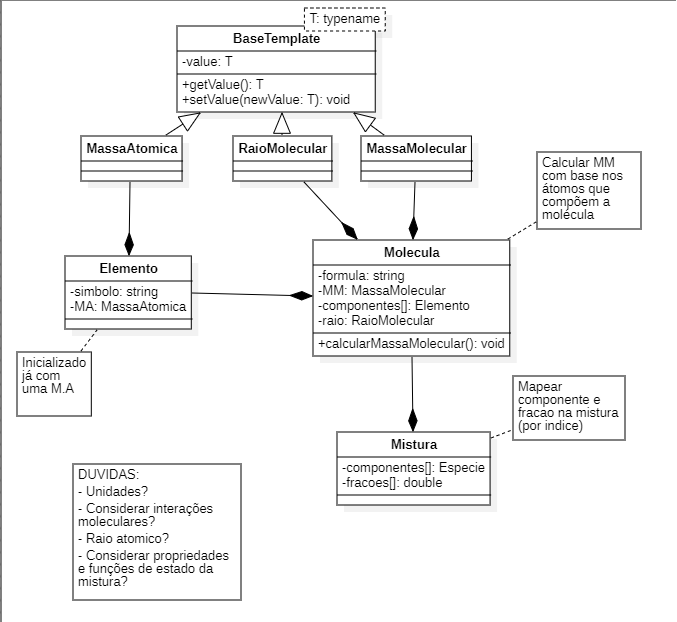 T: typename
BaseTemplate
-value: T
+getValue(): T
+setValue(newValue: T): void
MassaAtomica
RaioMolecular
MassaMolecular
Calcular MM
com base nos
átomos que
compõem a
molécula
Elemento
-simbolo: string
-MA: MassaAtomica
Molecula
-formula: string
-MM: MassaMolecular
-componentes[]: Elemento
-raio: RaioMolecular
+calcularMassaMolecular(): void
Inicializado
já com
uma M.A
Mapear
componente e
fracao na mistura
(por indice)
Mistura
-componentes[]: Especie
-fracoes[]: double
DUVIDAS:
- Unidades?
- Considerar interações
moleculares?
- Raio atomico?
- Considerar propriedades
e funções de estado da
mistura?